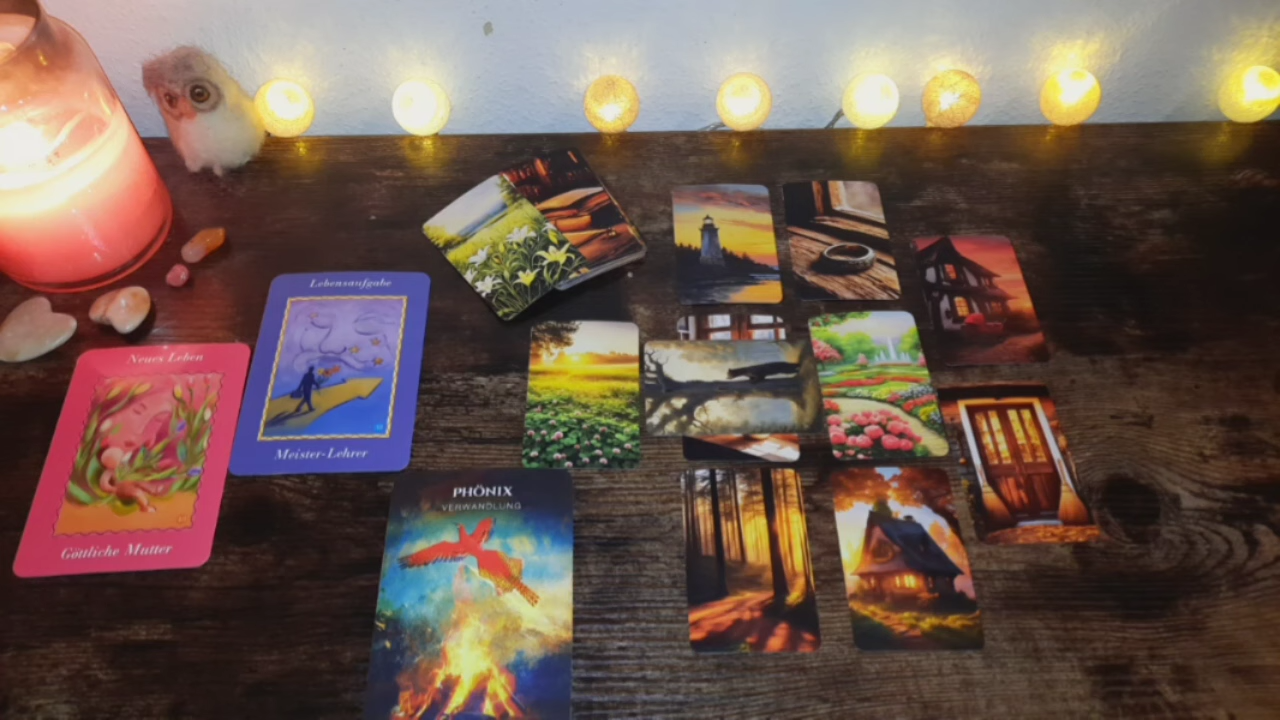 Neues Leben
Göttliche Mutter
Lebensaufgabe
Meister-Lehrer
PHÖNIX
VERWANDLUNG